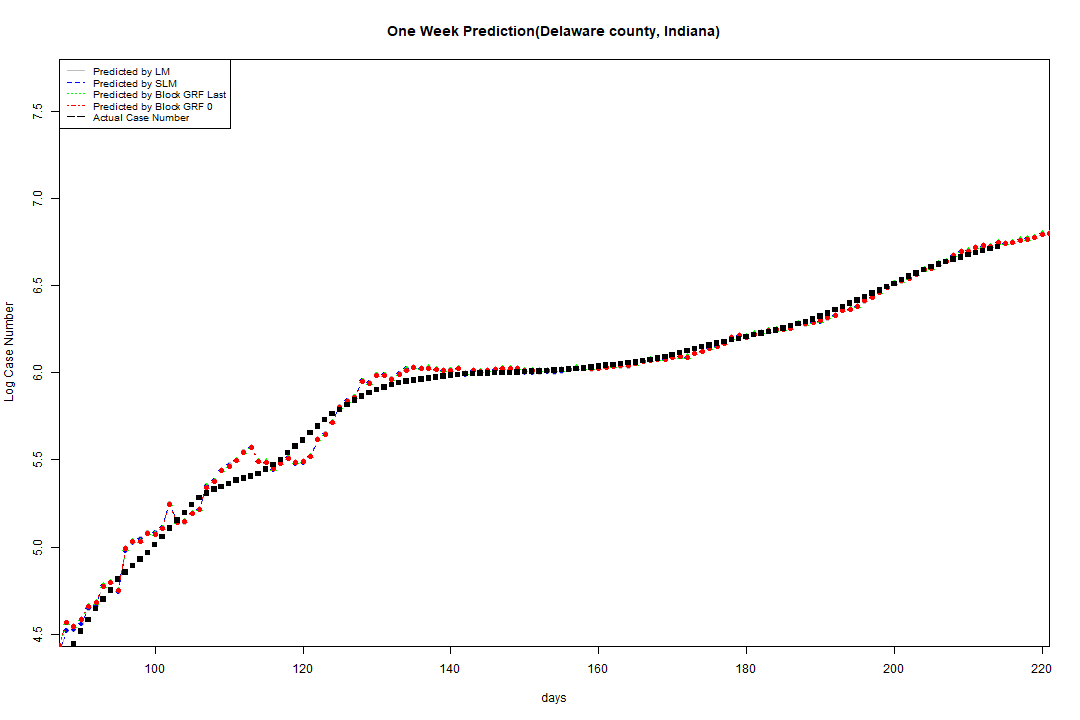 One Week Prediction(Delaware county, Indiana)
Predicted by LM
Predicted by SLM
Predicted by Block GRF Last
Predicted by Block GRF 0
Actual Case Number
Log Case Number
7.5
7.0
6.5
6.0
5.5
5.0
4.5
100 120 140 160 180 200 220
days